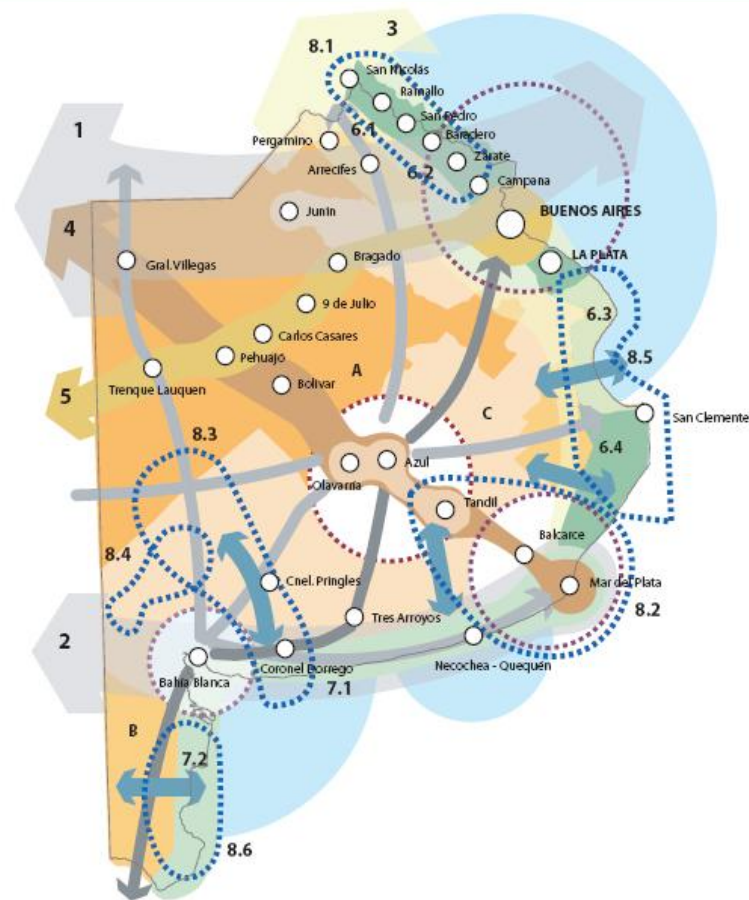 3
8.1
San Nicolás
Ramallo
1
6.1
San Pedro
Pergamino
Baradero
Arrecifes
6.2
Zárate
Campana
Junín
BUENOS AIRES
4
Gral. Villegas
Bragado
LA PLATA
9 de Julio
6.3
Carlos Casares
Pehuajo
8.5
A
Trenque Lauquen
Bolivar
5
C
San Clemente
8.3
6.4
Azul
Olavarría
Tandil
Balcarce
8.4
Cnel. Pringles
Mar del Plata
8.2
Tres Arroyos
2
Necochea - Quequén
Coronel Dorrego
Bahía Blanca
7.1
B
7.2
8.6